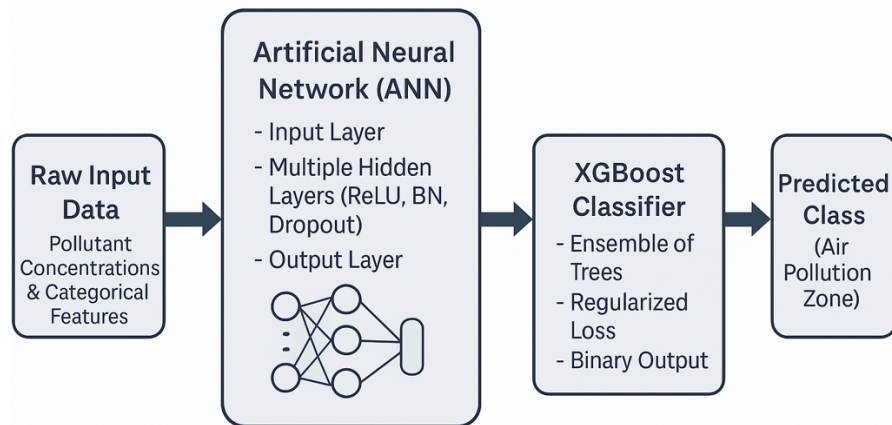 Raw Input
Data
Pollutant
Concentrations
& Categorical
Features
Artificial Neural
Network (ANN)
- Input Layer
- Multiple Hidden
Layers (ReLU, BN,
Dropout)
- Output Layer
XGBoost
Classifier
- Ensemble of
Trees
- Regularized
Loss
- Binary Output
Predicted
Class
(Air
Pollution
Zone)